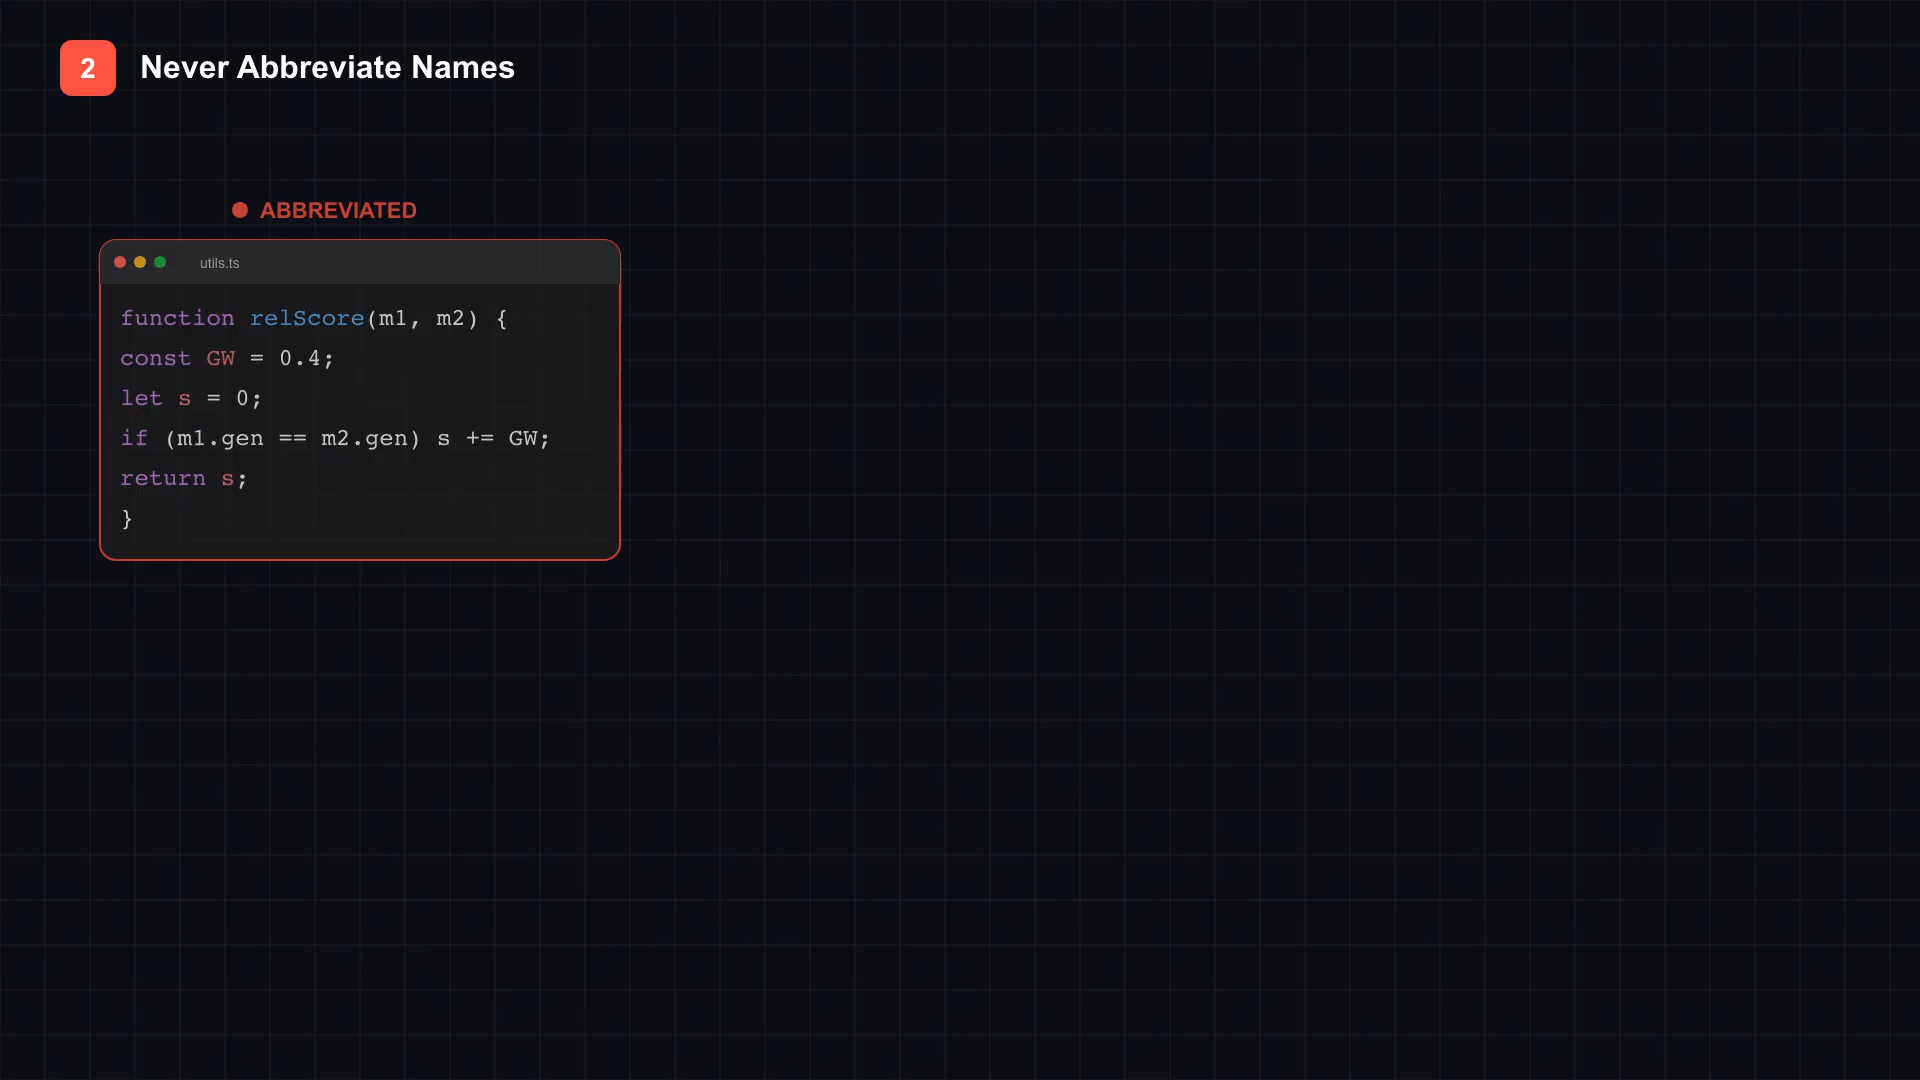 2
Never Abbreviate Names
ABBREVIATED
utils.ts
function relScore(m1, m2) {
const GW = 0.4;
let s = 0;
if (m1.gen == m2.gen) s += GW;
return s;
}